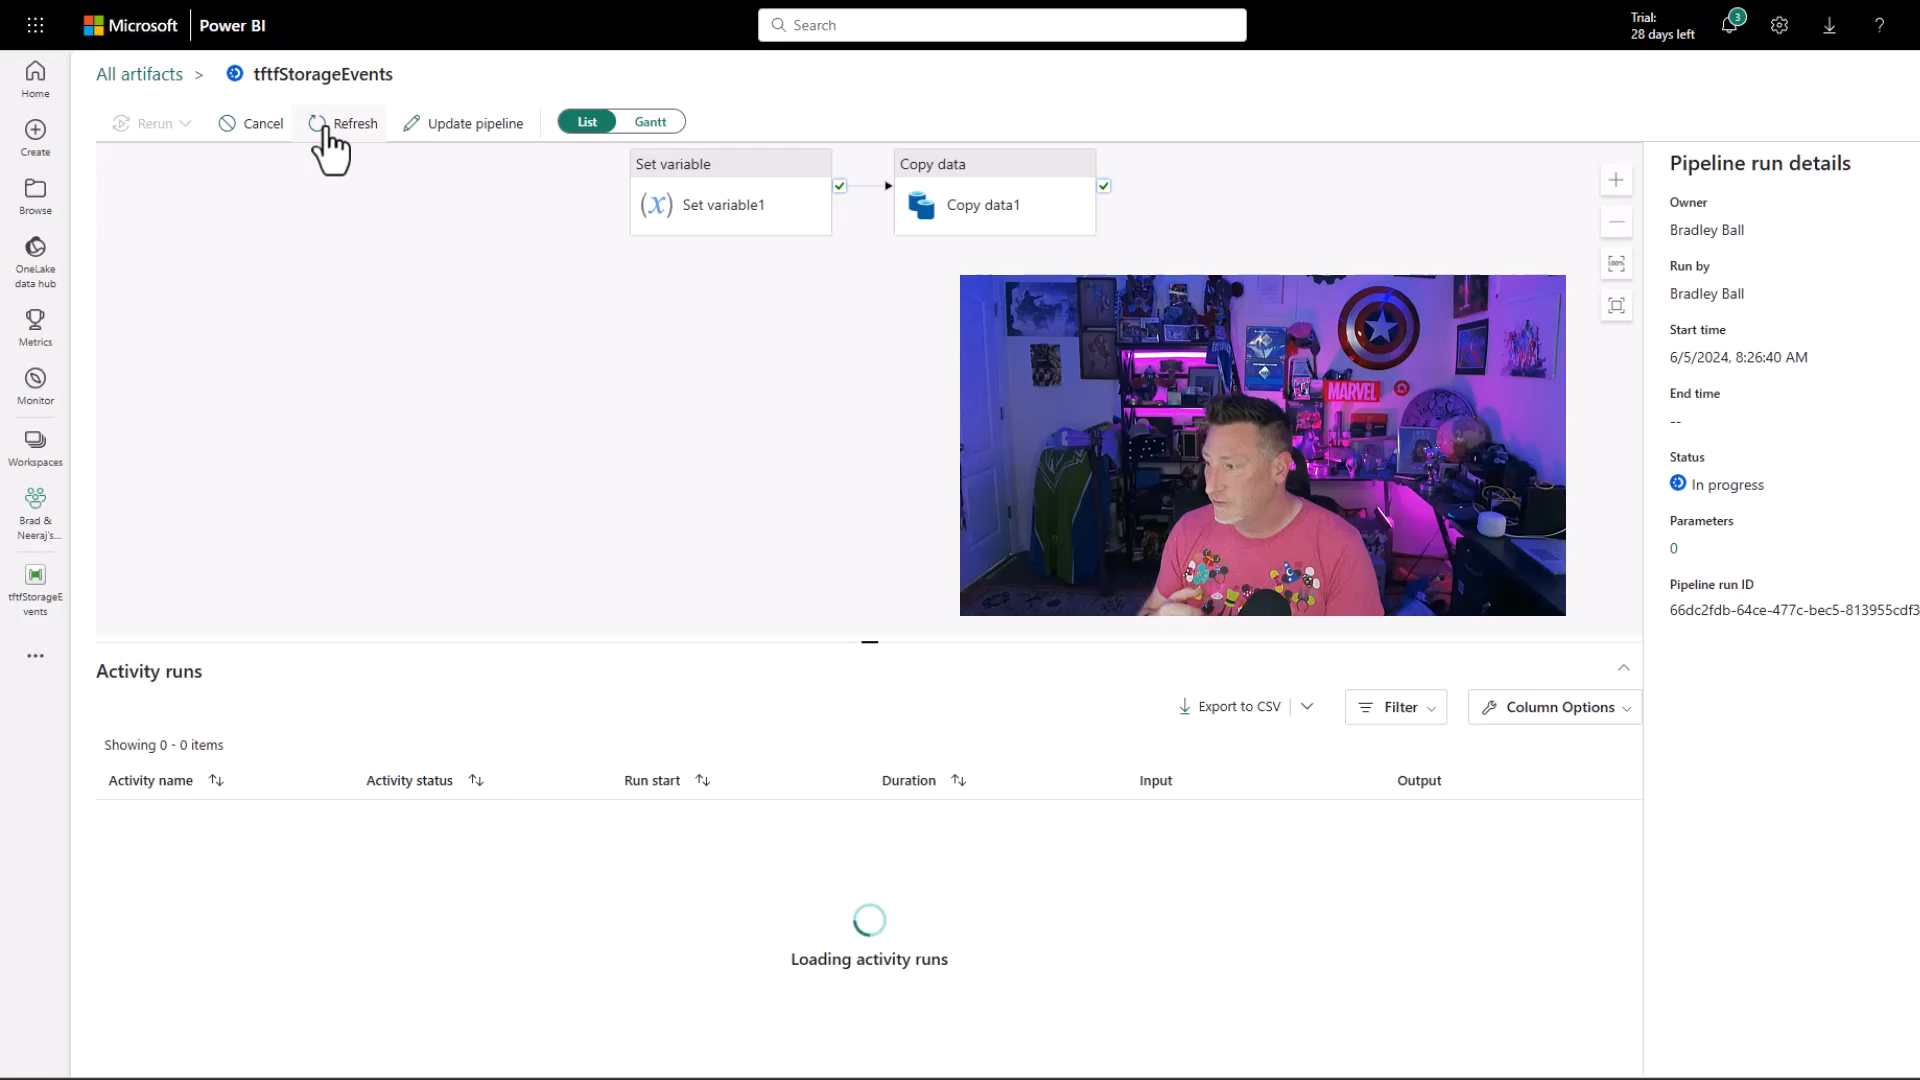 Microsoft
Power BI
Search
Trial:
28 days left
3
?
Home
Create
Browse
OneLake
data hub
Metrics
Monitor
Workspaces
Brad &
Neeraj's...
tftfStorageE
vents
All artifacts > tftfStorageEvents
Rerun
Cancel
Refresh
Update pipeline
List
Gantt
Set variable
(x) Set variable1
Copy data
Copy data1
MARVEL
Pipeline run details
Owner
Bradley Ball
Run by
Bradley Ball
Start time
6/5/2024, 8:26:40 AM
End time
--
Status
In progress
Parameters
0
Pipeline run ID
66dc2fdb-64ce-477c-bec5-813955cdf3
Activity runs
Export to CSV
Filter
Column Options
Showing 0 - 0 items
Activity name
Activity status
Run start
Duration
Input
Output
Loading activity runs